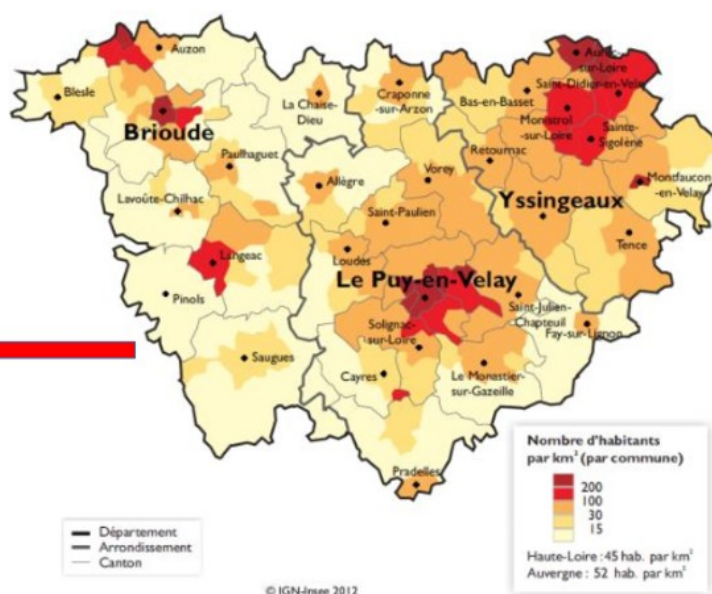 Auzon
Aurec
-sur-Loire
Saint-Didier-en-Velay
Blesle
La Chaise-
Dieu
Craponne
-sur-Arzon
Bas-en-Basset
Monistrol
-sur-Loire
Sainte-
Sigolène
Brioude
Paulhaguet
Retournac
Montfaucon
-en-Velay
Allègre
Vorey
Lavoûte-Chilhac
Saint-Paulien
Yssingeaux
Tence
Langeac
Loudes
Le Puy-en-Velay
Pinols
Saint-Julien-
Chapteuil
Solignac
-sur-Loire
Fay-sur-Lignon
Saugues
Cayres
Le Monastier
-sur-Gazeille
Pradelles
Nombre d'habitants
par km² (par commune)
200
100
30
15
Haute-Loire : 45 hab. par km²
Auvergne : 52 hab. par km²
Département
Arrondissement
Canton
© IGN-Insee 2012